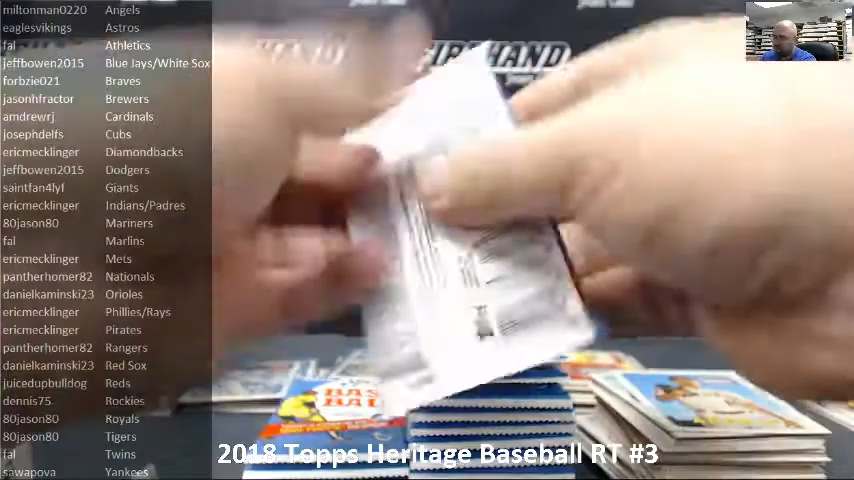 miltonman0220 Angels
eaglesvikings Astros
fal Athletics
jeffbowen2015 Blue Jays/White Sox
forbzie021 Braves
jasonhfractor Brewers
amdrewrj Cardinals
josephdelfs Cubs
ericmecklinger Diamondbacks
jeffbowen2015 Dodgers
saintfan4lyf Giants
ericmecklinger Indians/Padres
80jason80 Mariners
fal Marlins
ericmecklinger Mets
pantherhomer82 Nationals
danielkaminski23 Orioles
ericmecklinger Phillies/Rays
ericmecklinger Pirates
pantherhomer82 Rangers
danielkaminski23 Red Sox
juicedupbulldog Reds
dennis75 Rockies
80jason80 Royals
80jason80 Tigers
fal Twins
sawapova Yankees
FIRSTHAND
BAS
BAL
2018 Topps Heritage Baseball RT #3